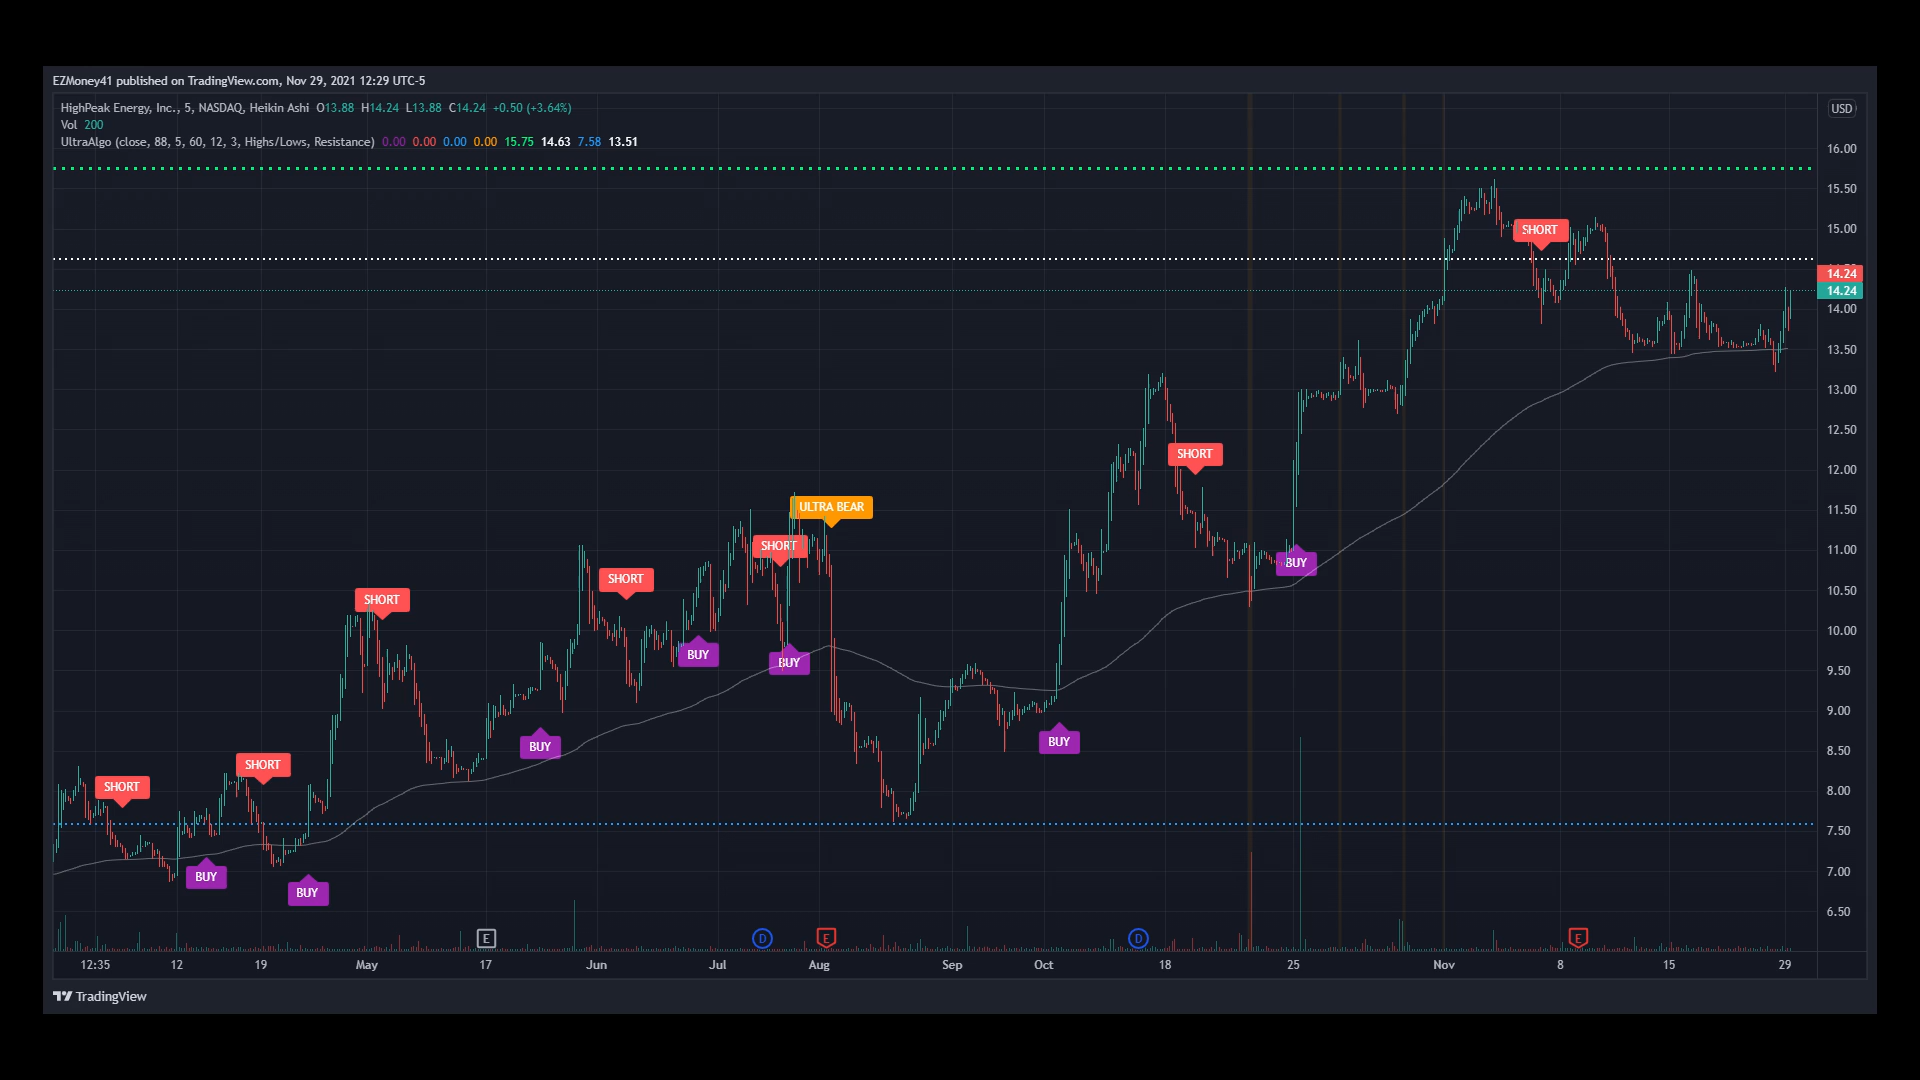 EZMoney41 published on TradingView.com, Nov 29, 2021 12:29 UTC-5
HighPeak Energy, Inc., 5, NASDAQ, Heikin Ashi O13.88 H14.24 L13.88 C14.24 +0.50 (+3.64%)
USD
Vol 200
UltraAlgo (close, 88, 5, 60, 12, 3, Highs/Lows, Resistance) 0.00 0.00 0.00 0.00 15.75 14.63 7.58 13.51
16.00
15.50
15.00
SHORT
14.24
14.24
14.00
13.50
13.00
12.50
SHORT
12.00
ULTRA BEAR
11.50
SHORT
11.00
BUY
SHORT
10.50
SHORT
10.00
BUY
BUY
9.50
9.00
BUY
BUY
8.50
SHORT
SHORT
8.00
7.50
BUY
7.00
BUY
6.50
E
D
E
D
E
12:35 12 19 May 17 Jun Jul Aug Sep Oct 18 25 Nov 8 15 29
TradingView